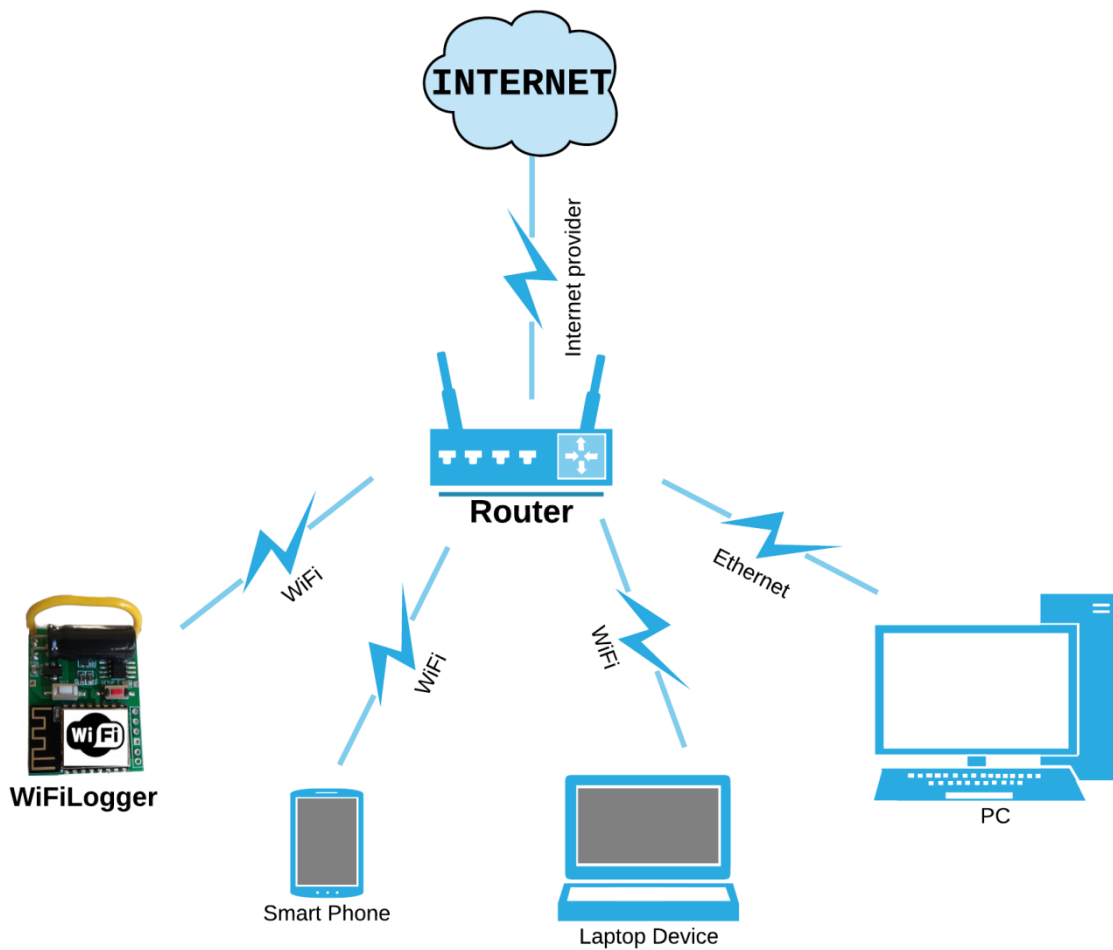 INTERNET
Internet provider
Router
WiFi
WiFi
WiFi
Ethernet
WiFi
WiFiLogger
Smart Phone
Laptop Device
PC